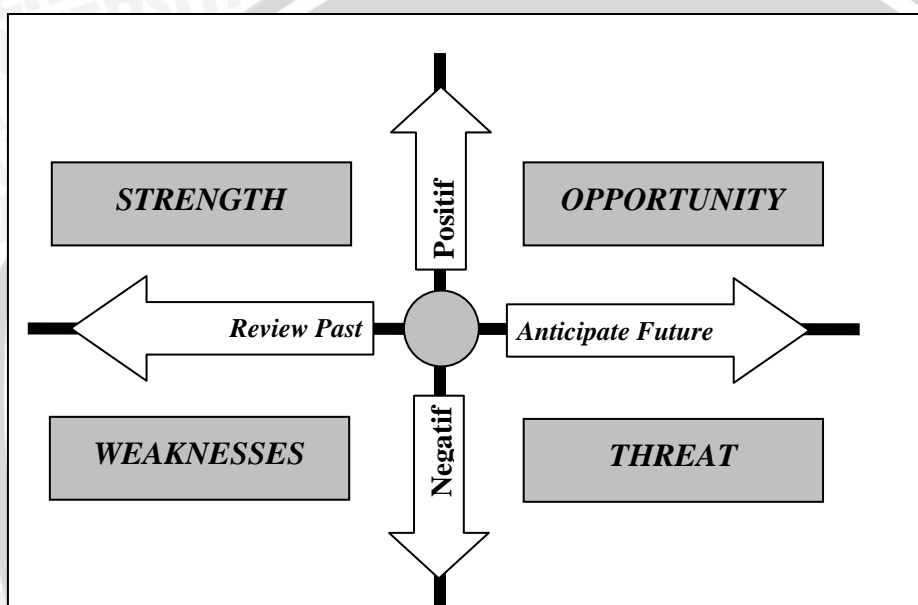 STRENGTH
OPPORTUNITY
Positif
Review Past
Anticipate Future
WEAKNESSES
THREAT
Negatif